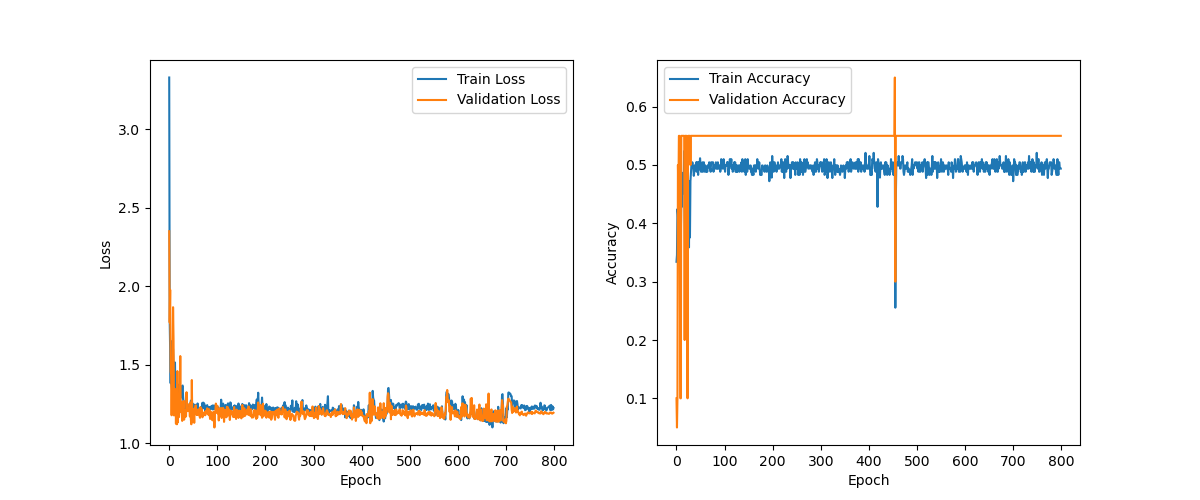 Train Loss
Validation Loss
3.0
2.5
2.0
1.5
1.0
Loss
0 100 200 300 400 500 600 700 800
Epoch
Train Accuracy
Validation Accuracy
0.6
0.5
0.4
0.3
0.2
0.1
Accuracy
0 100 200 300 400 500 600 700 800
Epoch